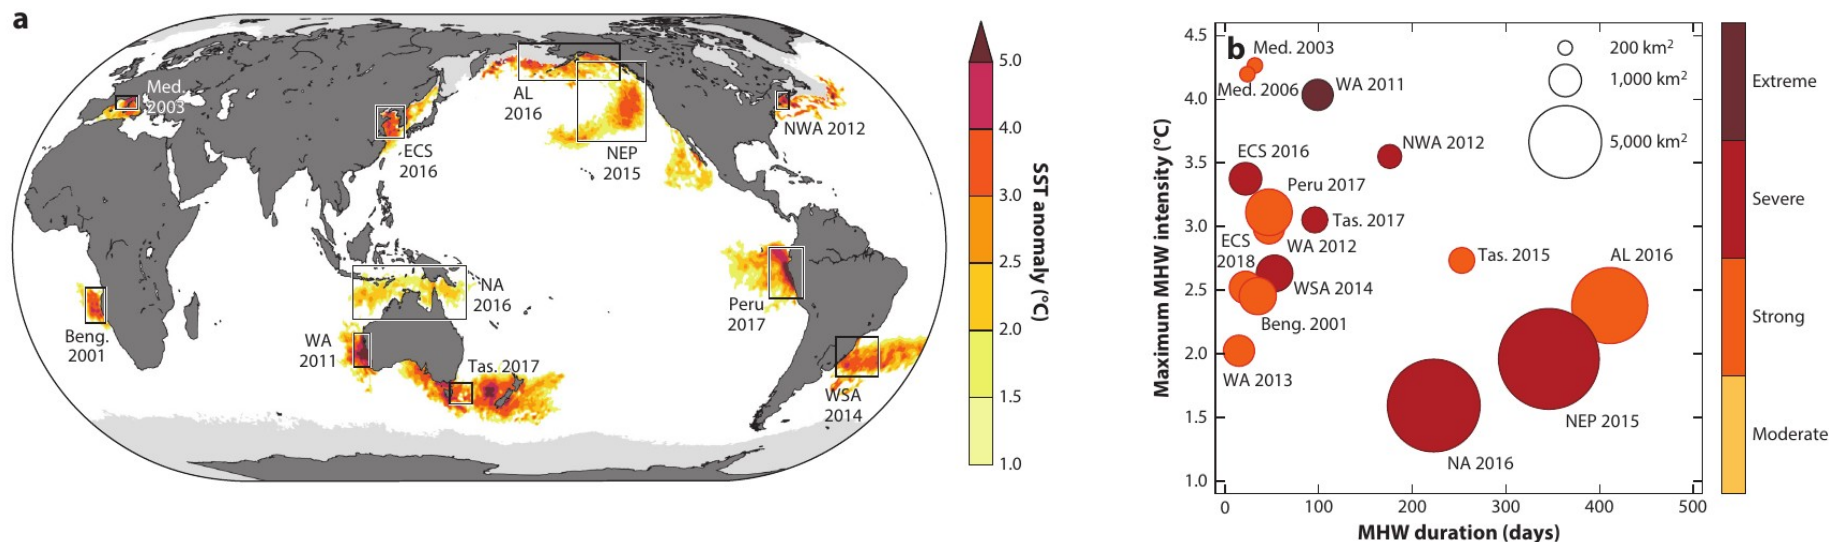 a
Med.
2003
ECS
2016
AL
2016
NEP
2015
NWA 2012
NA
2016
Beng.
2001
WA
2011
Tas. 2017
Peru
2017
WSA
2014
5.0
4.0
3.0
2.5
2.0
1.5
1.0
SST anomaly (°C)
b
Maximum MHW intensity (°C)
4.5
4.0
3.5
3.0
2.5
2.0
1.5
1.0
Med. 2003
Med. 2006
WA 2011
NWA 2012
ECS 2016
Peru 2017
Tas. 2017
WA 2012
ECS
2018
WSA 2014
Tas. 2015
AL 2016
Beng. 2001
WA 2013
NEP 2015
NA 2016
200 km²
1,000 km²
5,000 km²
0
100
200
300
400
500
MHW duration (days)
Extreme
Severe
Strong
Moderate